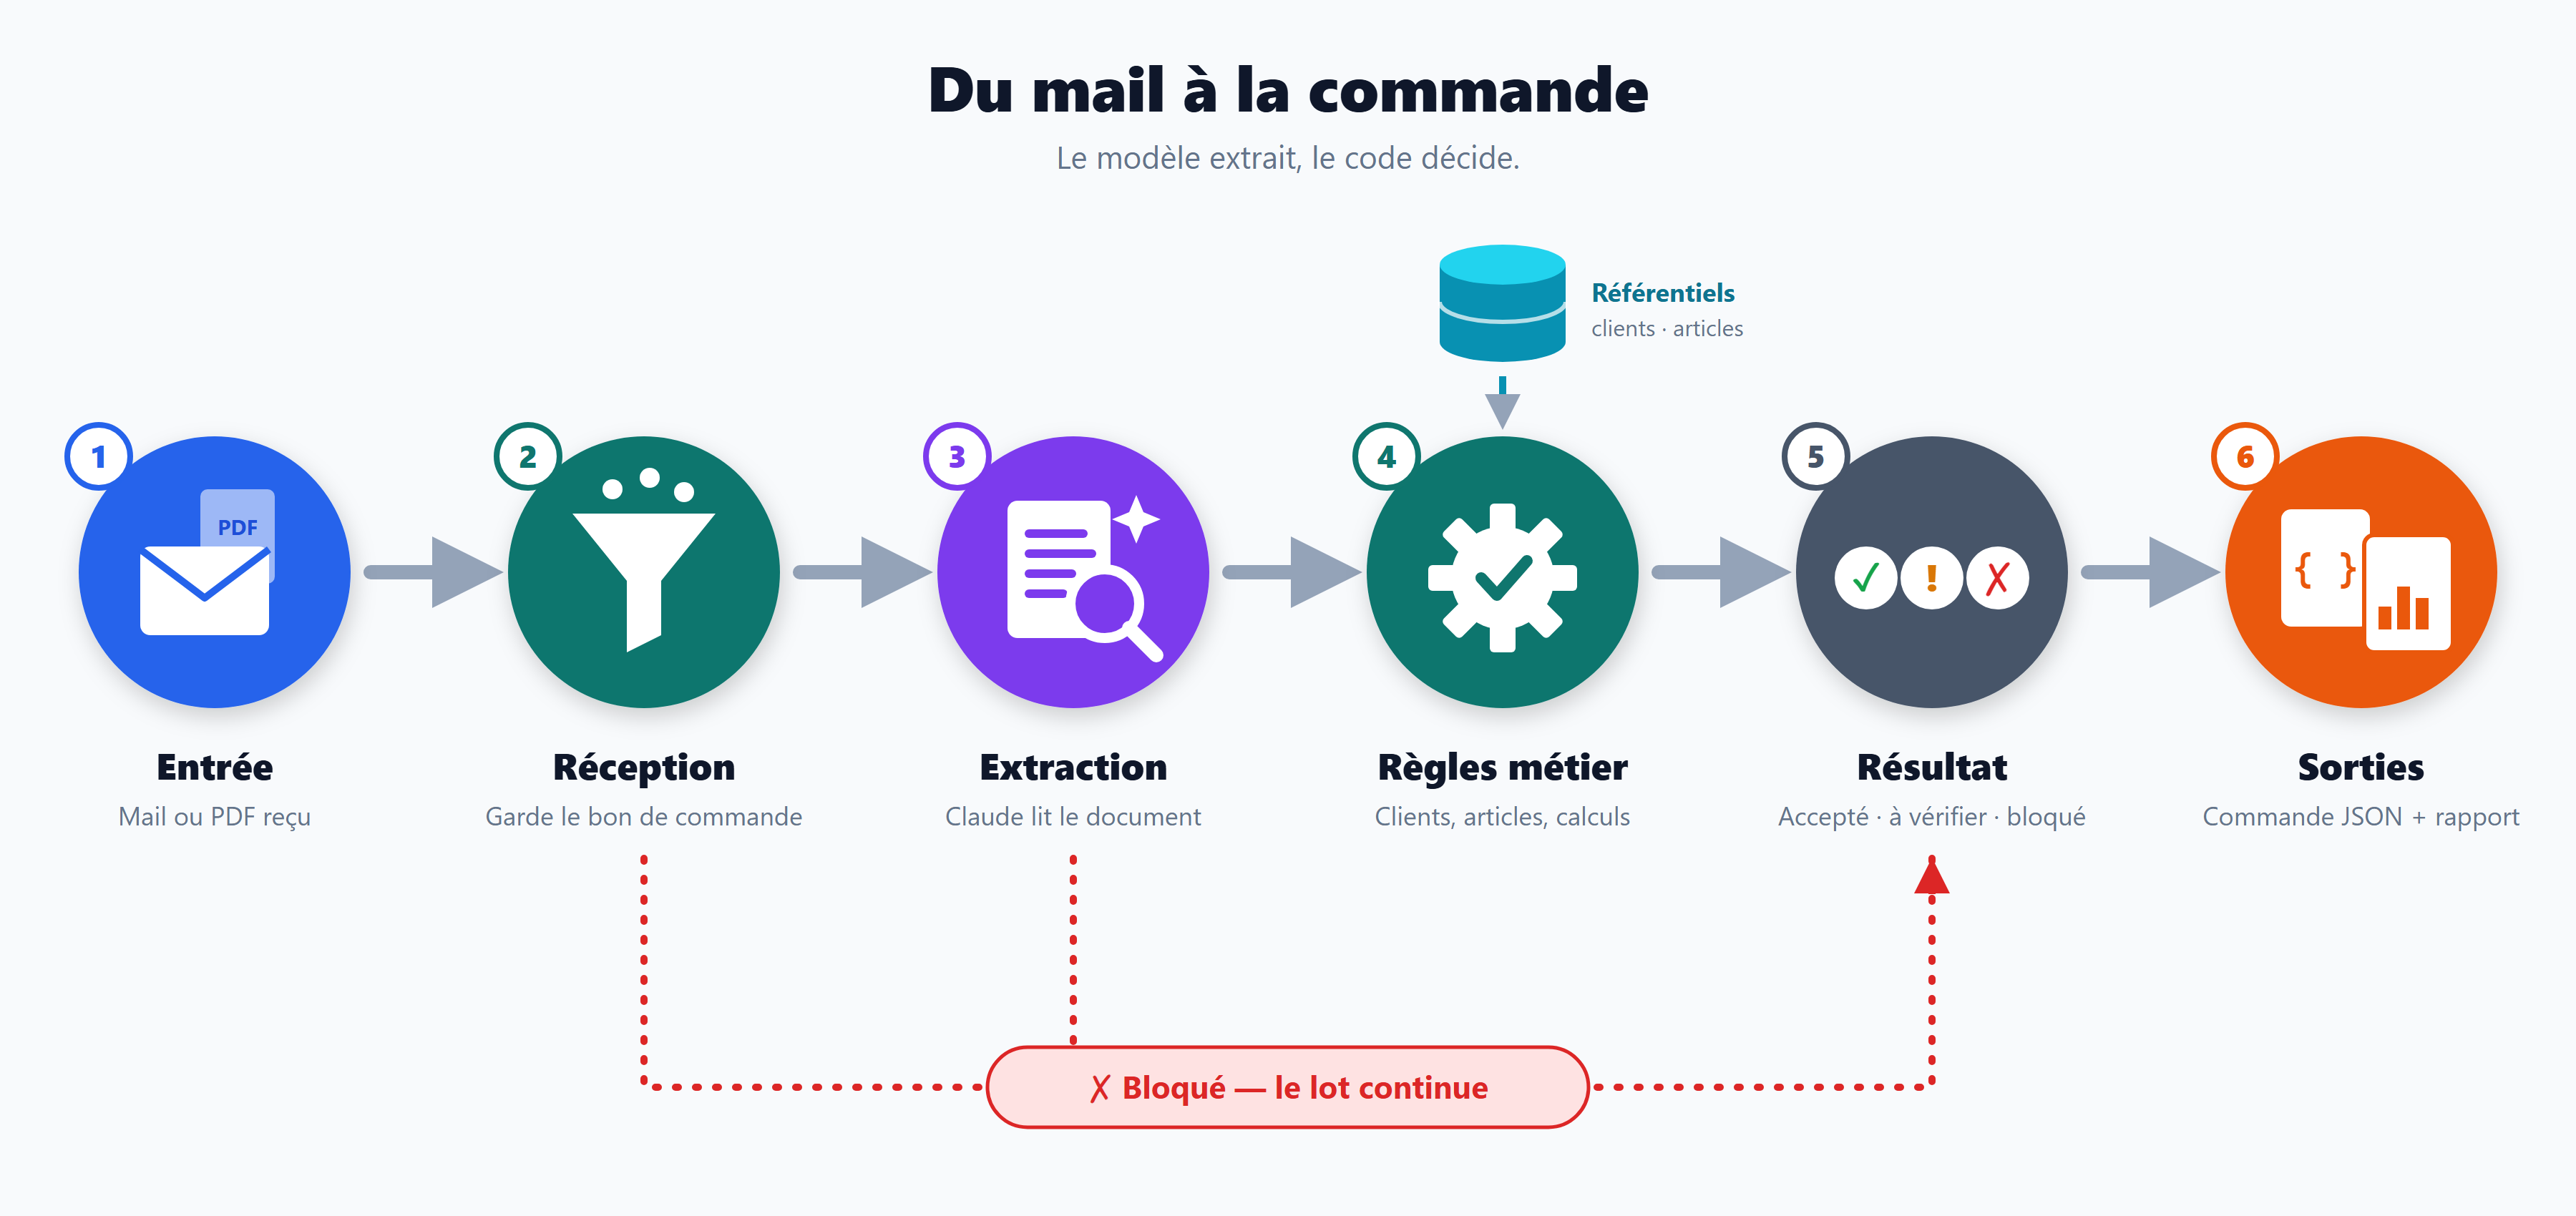 Du mail à la commande
Le modèle extrait, le code décide.
Référentiels
clients · articles
1
PDF
2
3
4
5
✓ ! ✗
6
{ }
Entrée
Mail ou PDF reçu
Réception
Garde le bon de commande
Extraction
Claude lit le document
Règles métier
Clients, articles, calculs
Résultat
Accepté · à vérifier · bloqué
Sorties
Commande JSON + rapport
✗ Bloqué — le lot continue